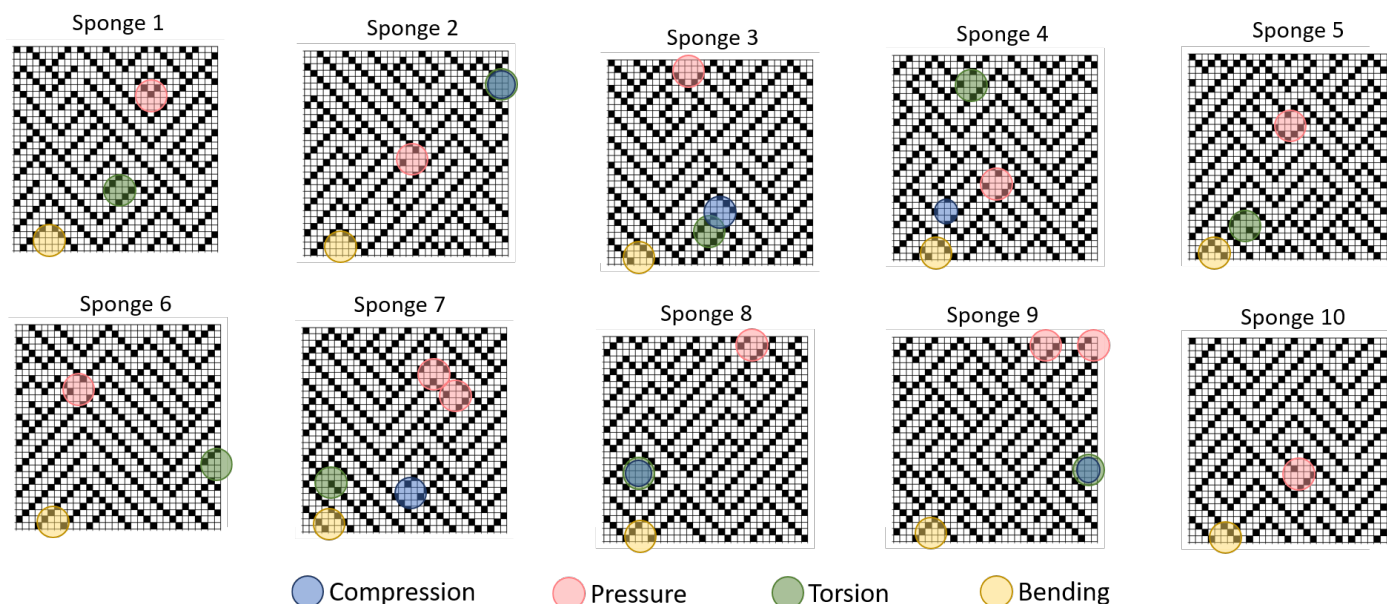 Sponge 1
Sponge 2
Sponge 3
Sponge 4
Sponge 5
Sponge 6
Sponge 7
Sponge 8
Sponge 9
Sponge 10
Compression
Pressure
Torsion
Bending